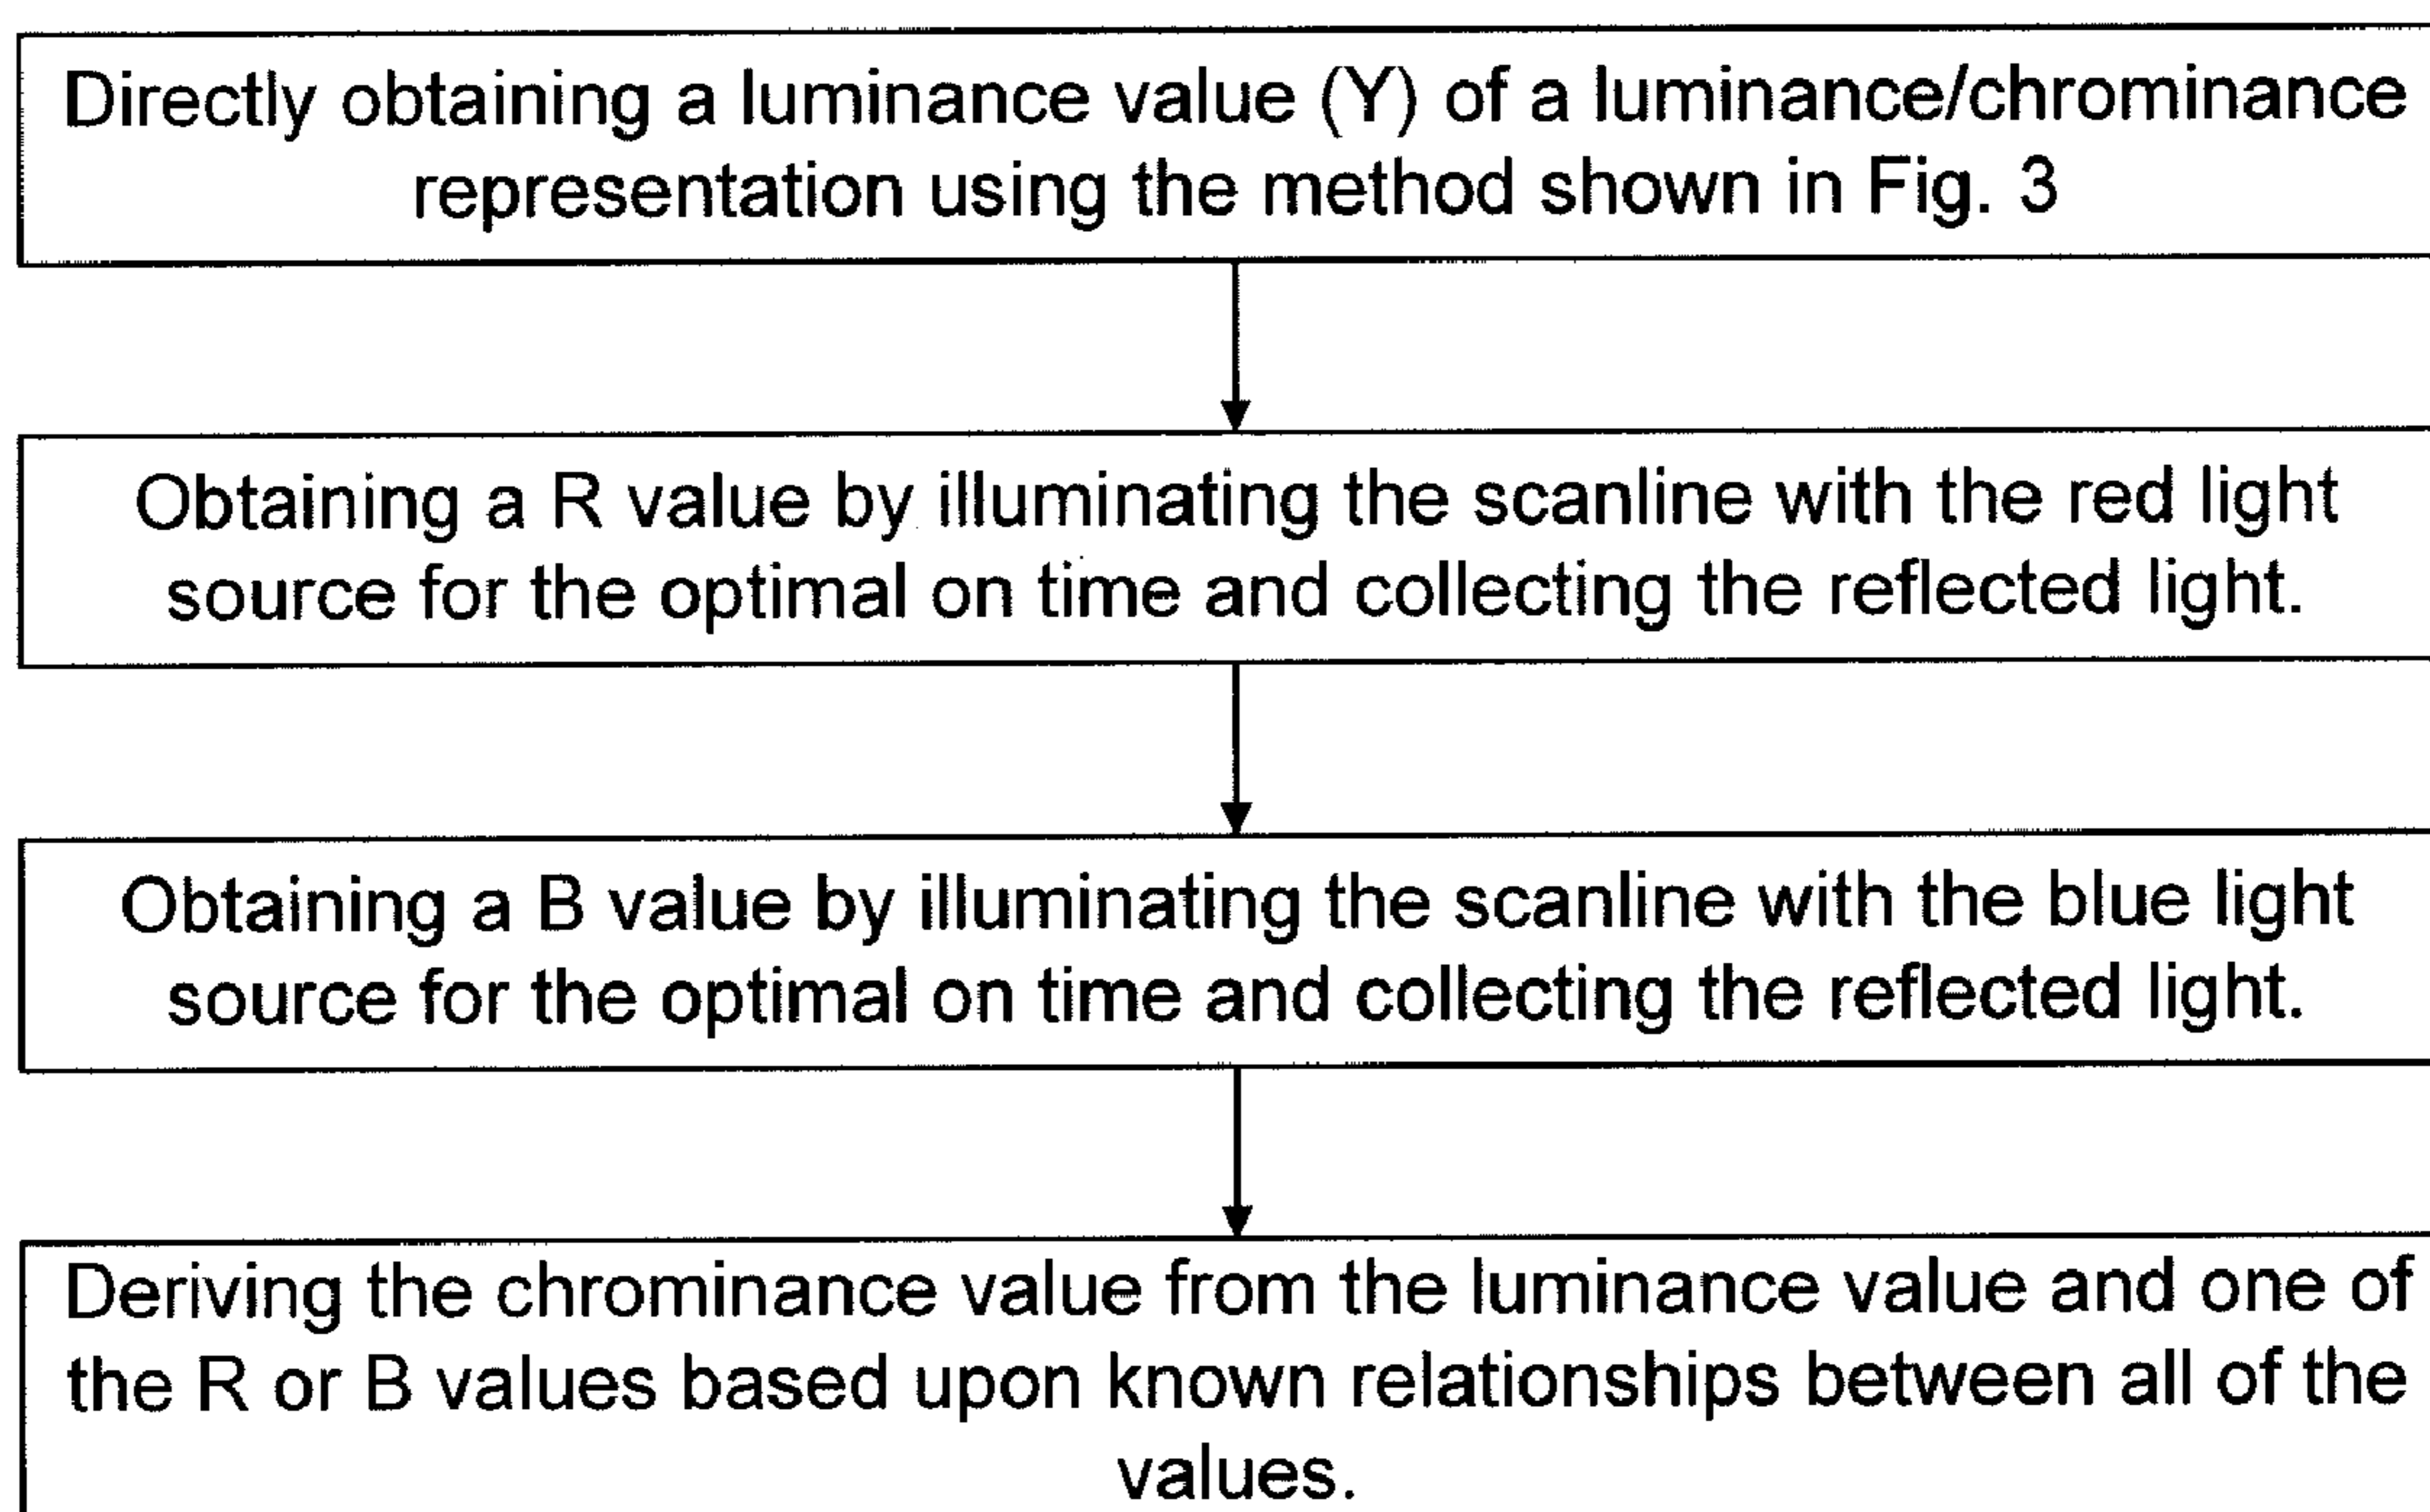 Directly obtaining a luminance value (Y) of a luminance/chrominance
representation using the method shown in Fig. 3
Obtaining a R value by illuminating the scanline with the red light
source for the optimal on time and collecting the reflected light.
Obtaining a B value by illuminating the scanline with the blue light
source for the optimal on time and collecting the reflected light.
Deriving the chrominance value from the luminance value and one of
the R or B values based upon known relationships between all of the
values.